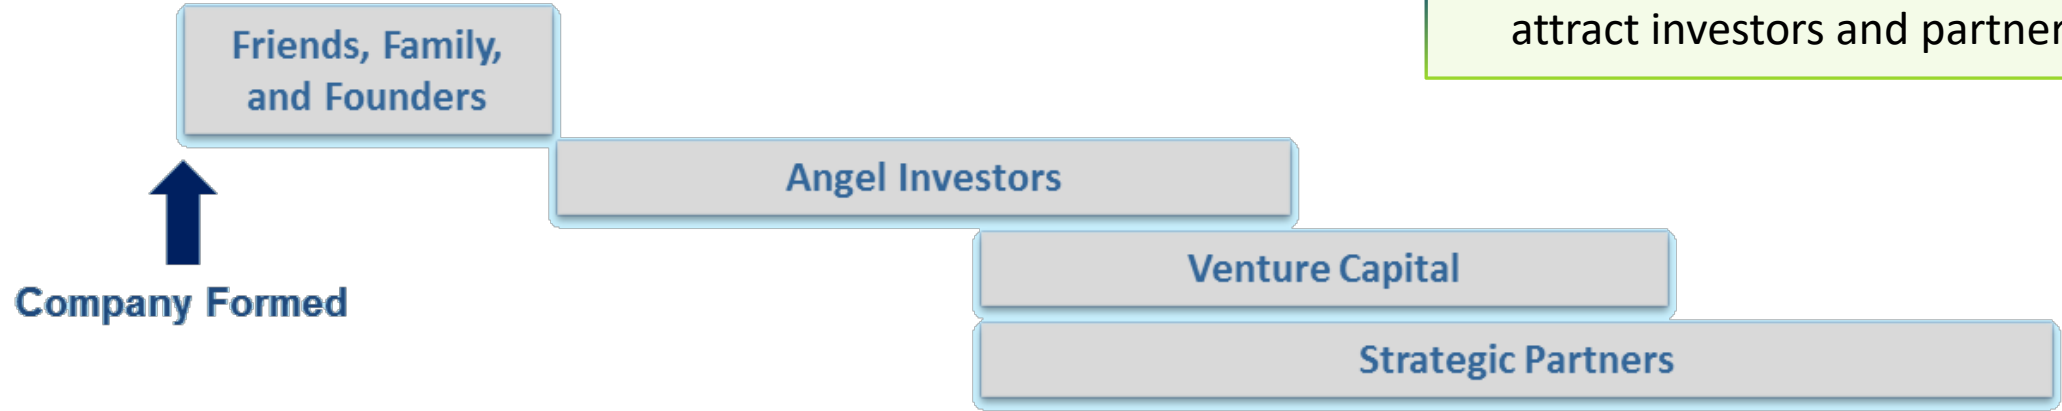 Friends, Family,
and Founders
attract investors and partner
Angel Investors
Venture Capital
Company Formed
Strategic Partners